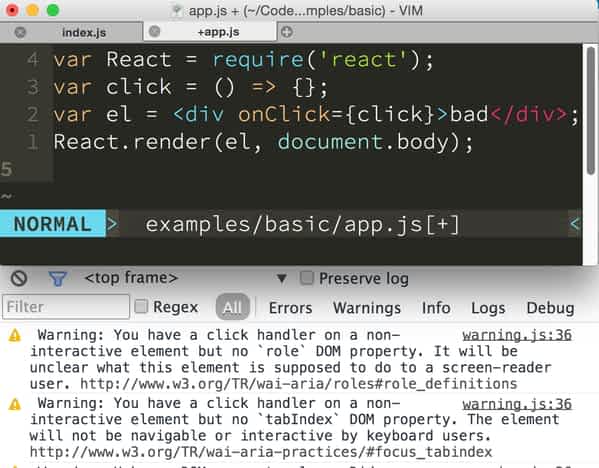 app.js + (~/Code...mples/basic) - VIM
index.js
+app.js
4 var React = require('react');
3 var click = () => {};
2 var el = <div onClick={click}>bad</div>;
1 React.render(el, document.body);
5
~
NORMAL > examples/basic/app.js[+] <
<top frame> ▼ Preserve log
Filter Regex All Errors Warnings Info Logs Debug
Warning: You have a click handler on a non- warning.js:36
interactive element but no `role` DOM property. It will be
unclear what this element is supposed to do to a screen-reader
user. http://www.w3.org/TR/wai-aria/roles#role_definitions
Warning: You have a click handler on a non- warning.js:36
interactive element but no `tabIndex` DOM property. The element
will not be navigable or interactive by keyboard users.
http://www.w3.org/TR/wai-aria-practices/#focus_tabindex